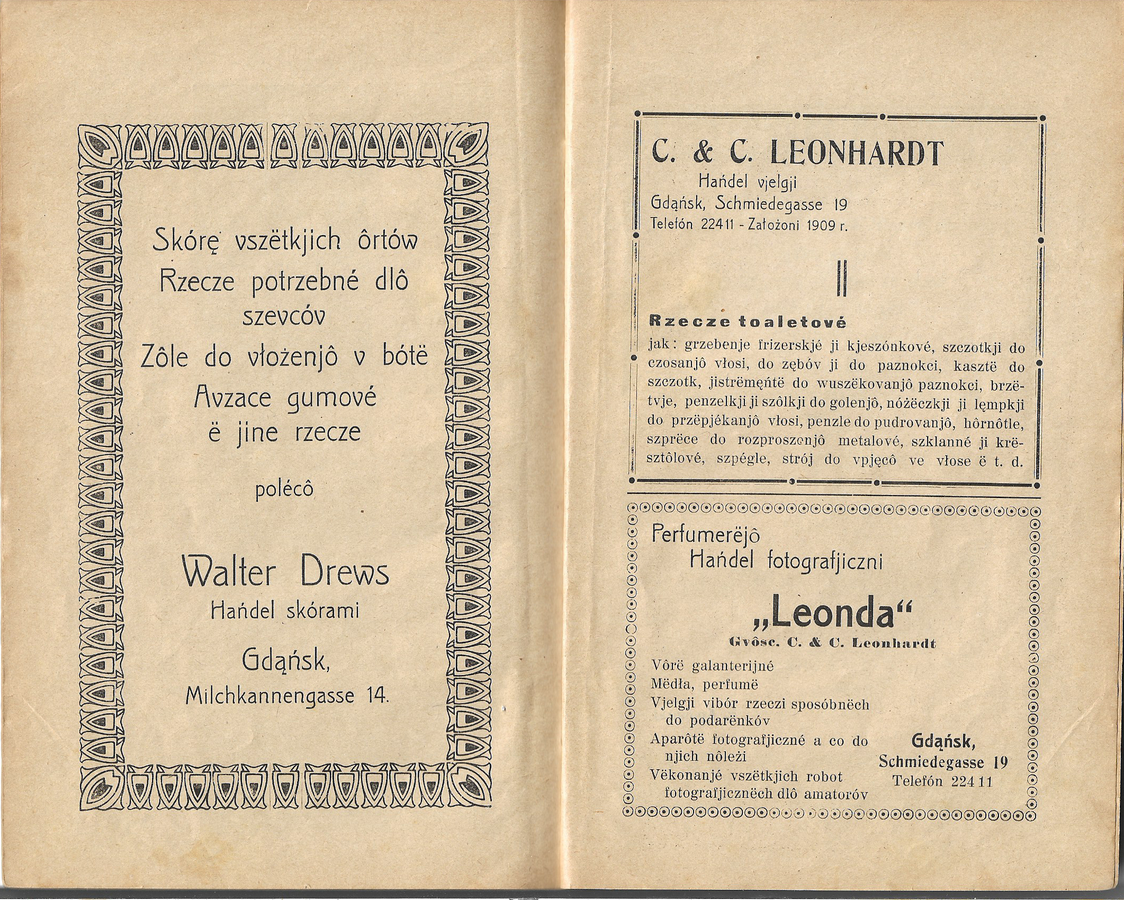 Skórę vszëtkjich ôrtów
Rzecze potrzebné dlô
szevcóv
Zôle do vłożenjô v bótë
Avzace gumové
ë jine rzecze
polécô
Walter Drews
Hańdel skórami
Gdąńsk,
Milchkannengasse 14.
C. & C. LEONHARDT
Hańdel vjelgji
Gdąńsk, Schmiedegasse 19
Telefón 22411 - Założoni 1909 r.
Rzecze toaletové
jak: grzebenje frizerskjé ji kjeszónkové, szczotkji do
czosanjô vłosi, do zębóv ji do paznokci, kasztë do
szczotk, jistrëmęńtë do wuszëkovanjô paznokci, brzë-
tvje, penzelkji ji szôlkji do golenjô, nóżëczkji ji lęmpkji
do przëpjékanjô vłosi, penzle do pudrovanjô, hôrnôtle,
szprëce do rozproszenjô metalové, szklanné ji krë-
sztôlové, szpégle, strój do vpjęcô ve vłose ë t. d.
Perfumerëjô
Hańdel fotografjiczni
„Leonda“
Gvôsc. C. & C. Leonhardt
Vôrë galanterijné
Mëdła, perfumë
Vjelgji vibór rzeczi sposóbnëch
do podarënkóv
Aparôtë fotografjiczné a co do
njich nôleżi
Vëkonanjé vszëtkjich robot
fotografjicznëch dlô amatoróv
Gdąńsk,
Schmiedegasse 19
Telefón 22411